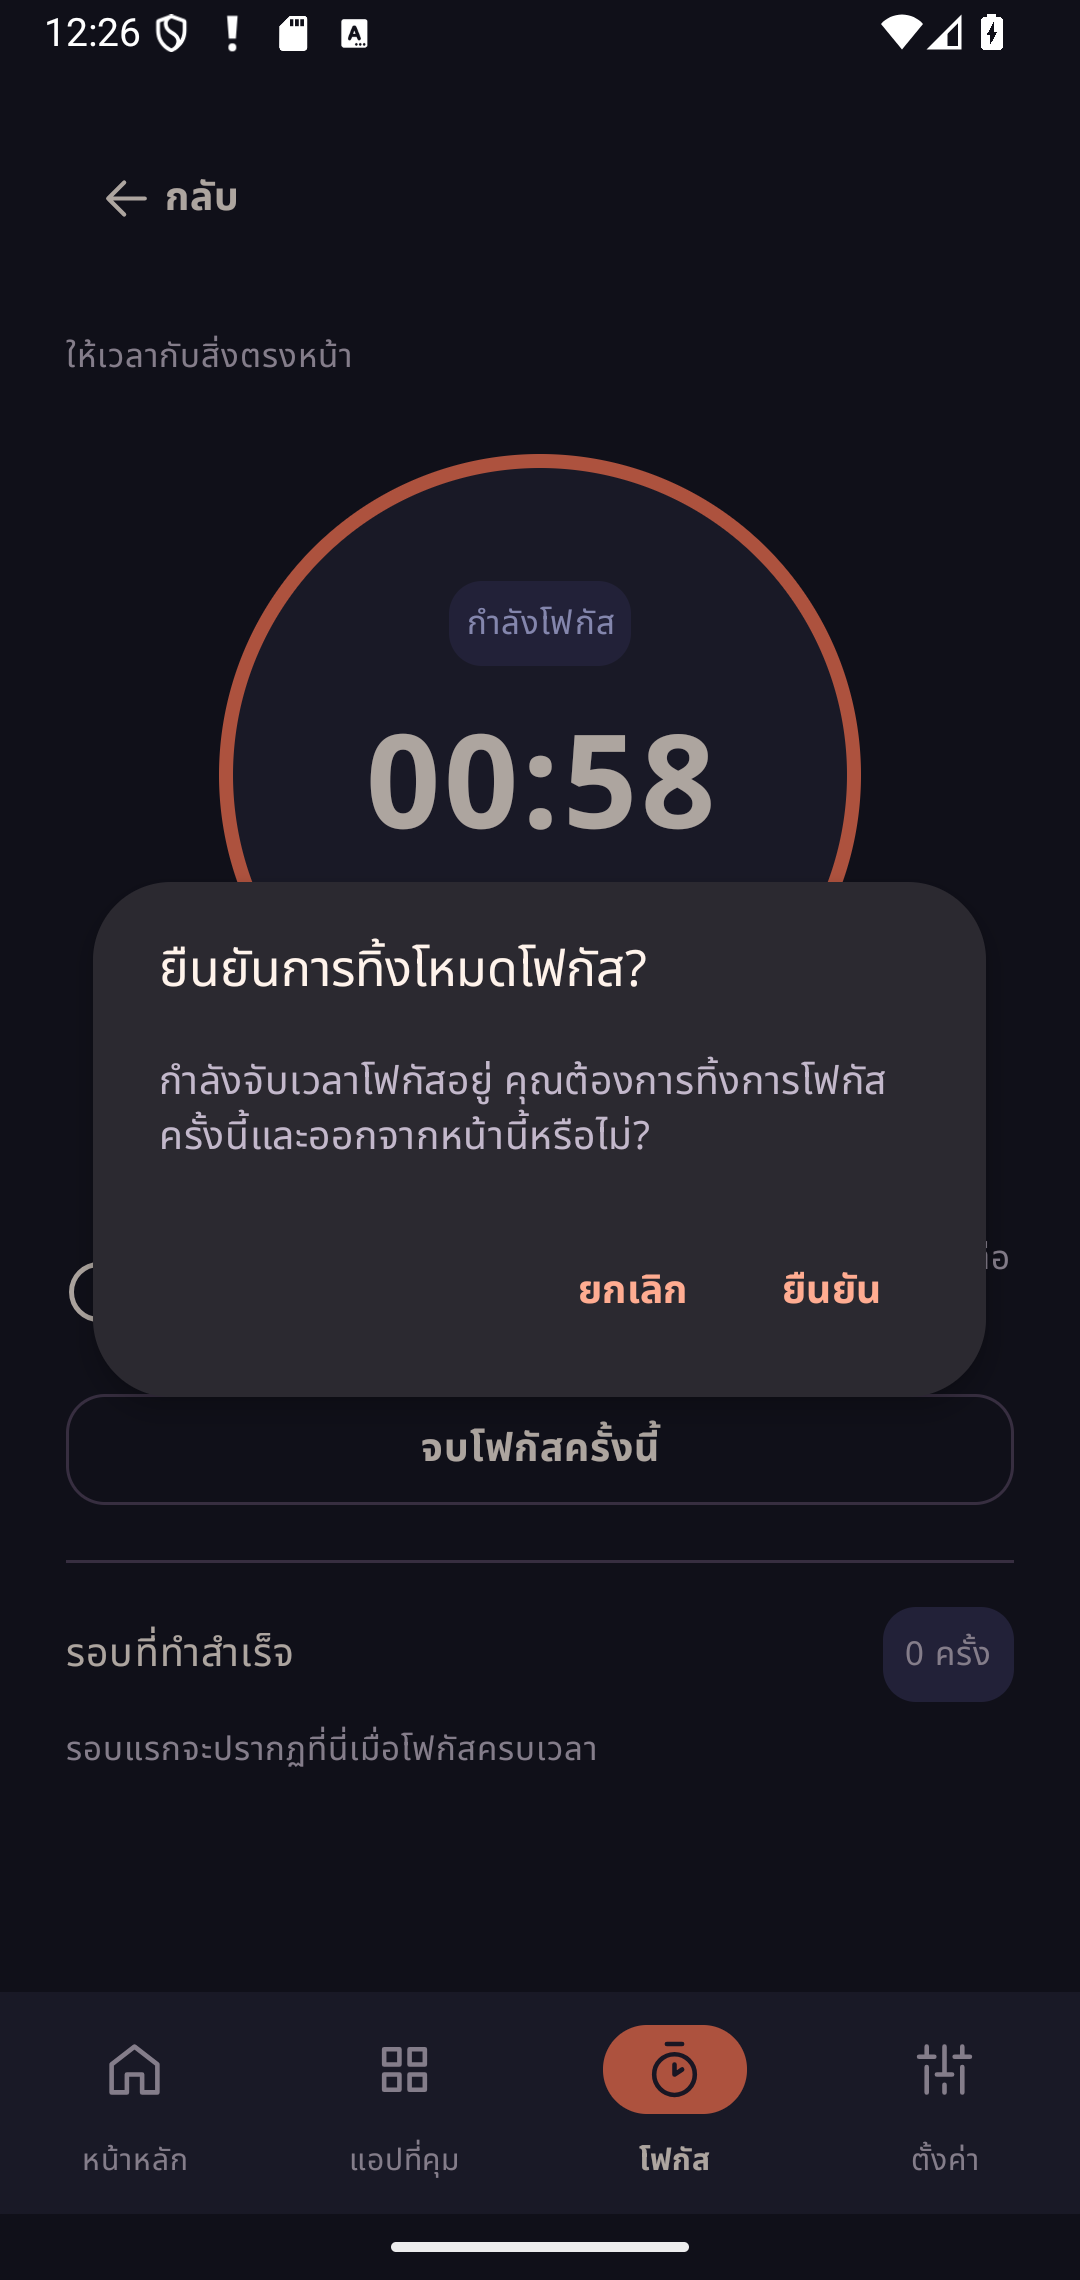 12:26
กลับ
ให้เวลากับสิ่งตรงหน้า
กำลังโฟกัส
00:58
ยืนยันการทิ้งโหมดโฟกัส?
กำลังจับเวลาโฟกัสอยู่ คุณต้องการทิ้งการโฟกัส
ครั้งนี้และออกจากหน้านี้หรือไม่?
ยกเลิก ยืนยัน
จบโฟกัสครั้งนี้
รอบที่ทำสำเร็จ
0 ครั้ง
รอบแรกจะปรากฏที่นี่เมื่อโฟกัสครบเวลา
หน้าหลัก แอปที่คุม โฟกัส ตั้งค่า